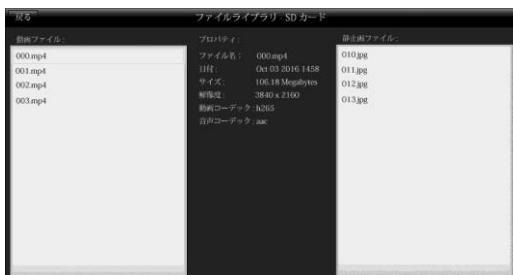 戻る
ファイルライブラリ - SD カード
動画ファイル：
000.mp4
001.mp4
002.mp4
003.mp4
プロパティ：
ファイル名： 000.mp4
日付： Oct 03 2016 1458
サイズ： 106.18 Megabytes
解像度： 3840 x 2160
動画コーデック：h265
音声コーデック：aac
静止画ファイル：
010.jpg
011.jpg
012.jpg
013.jpg